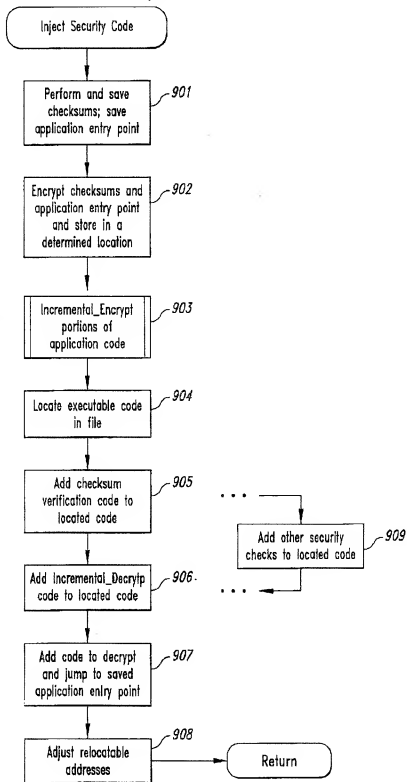 Inject Security Code
Perform and save
checksums; save
application entry point
901
Encrypt checksums and
application entry point
and store in a
determined location
902
Incremental_Encrypt
portions of
application code
903
Locate executable code
in file
904
Add checksum
verification code to
located code
905
Add other security
checks to located code
909
Add Incremental_Decrytp
code to located code
906
Add code to decrypt
and jump to saved
application entry point
907
Adjust relocatable
addresses
908
Return